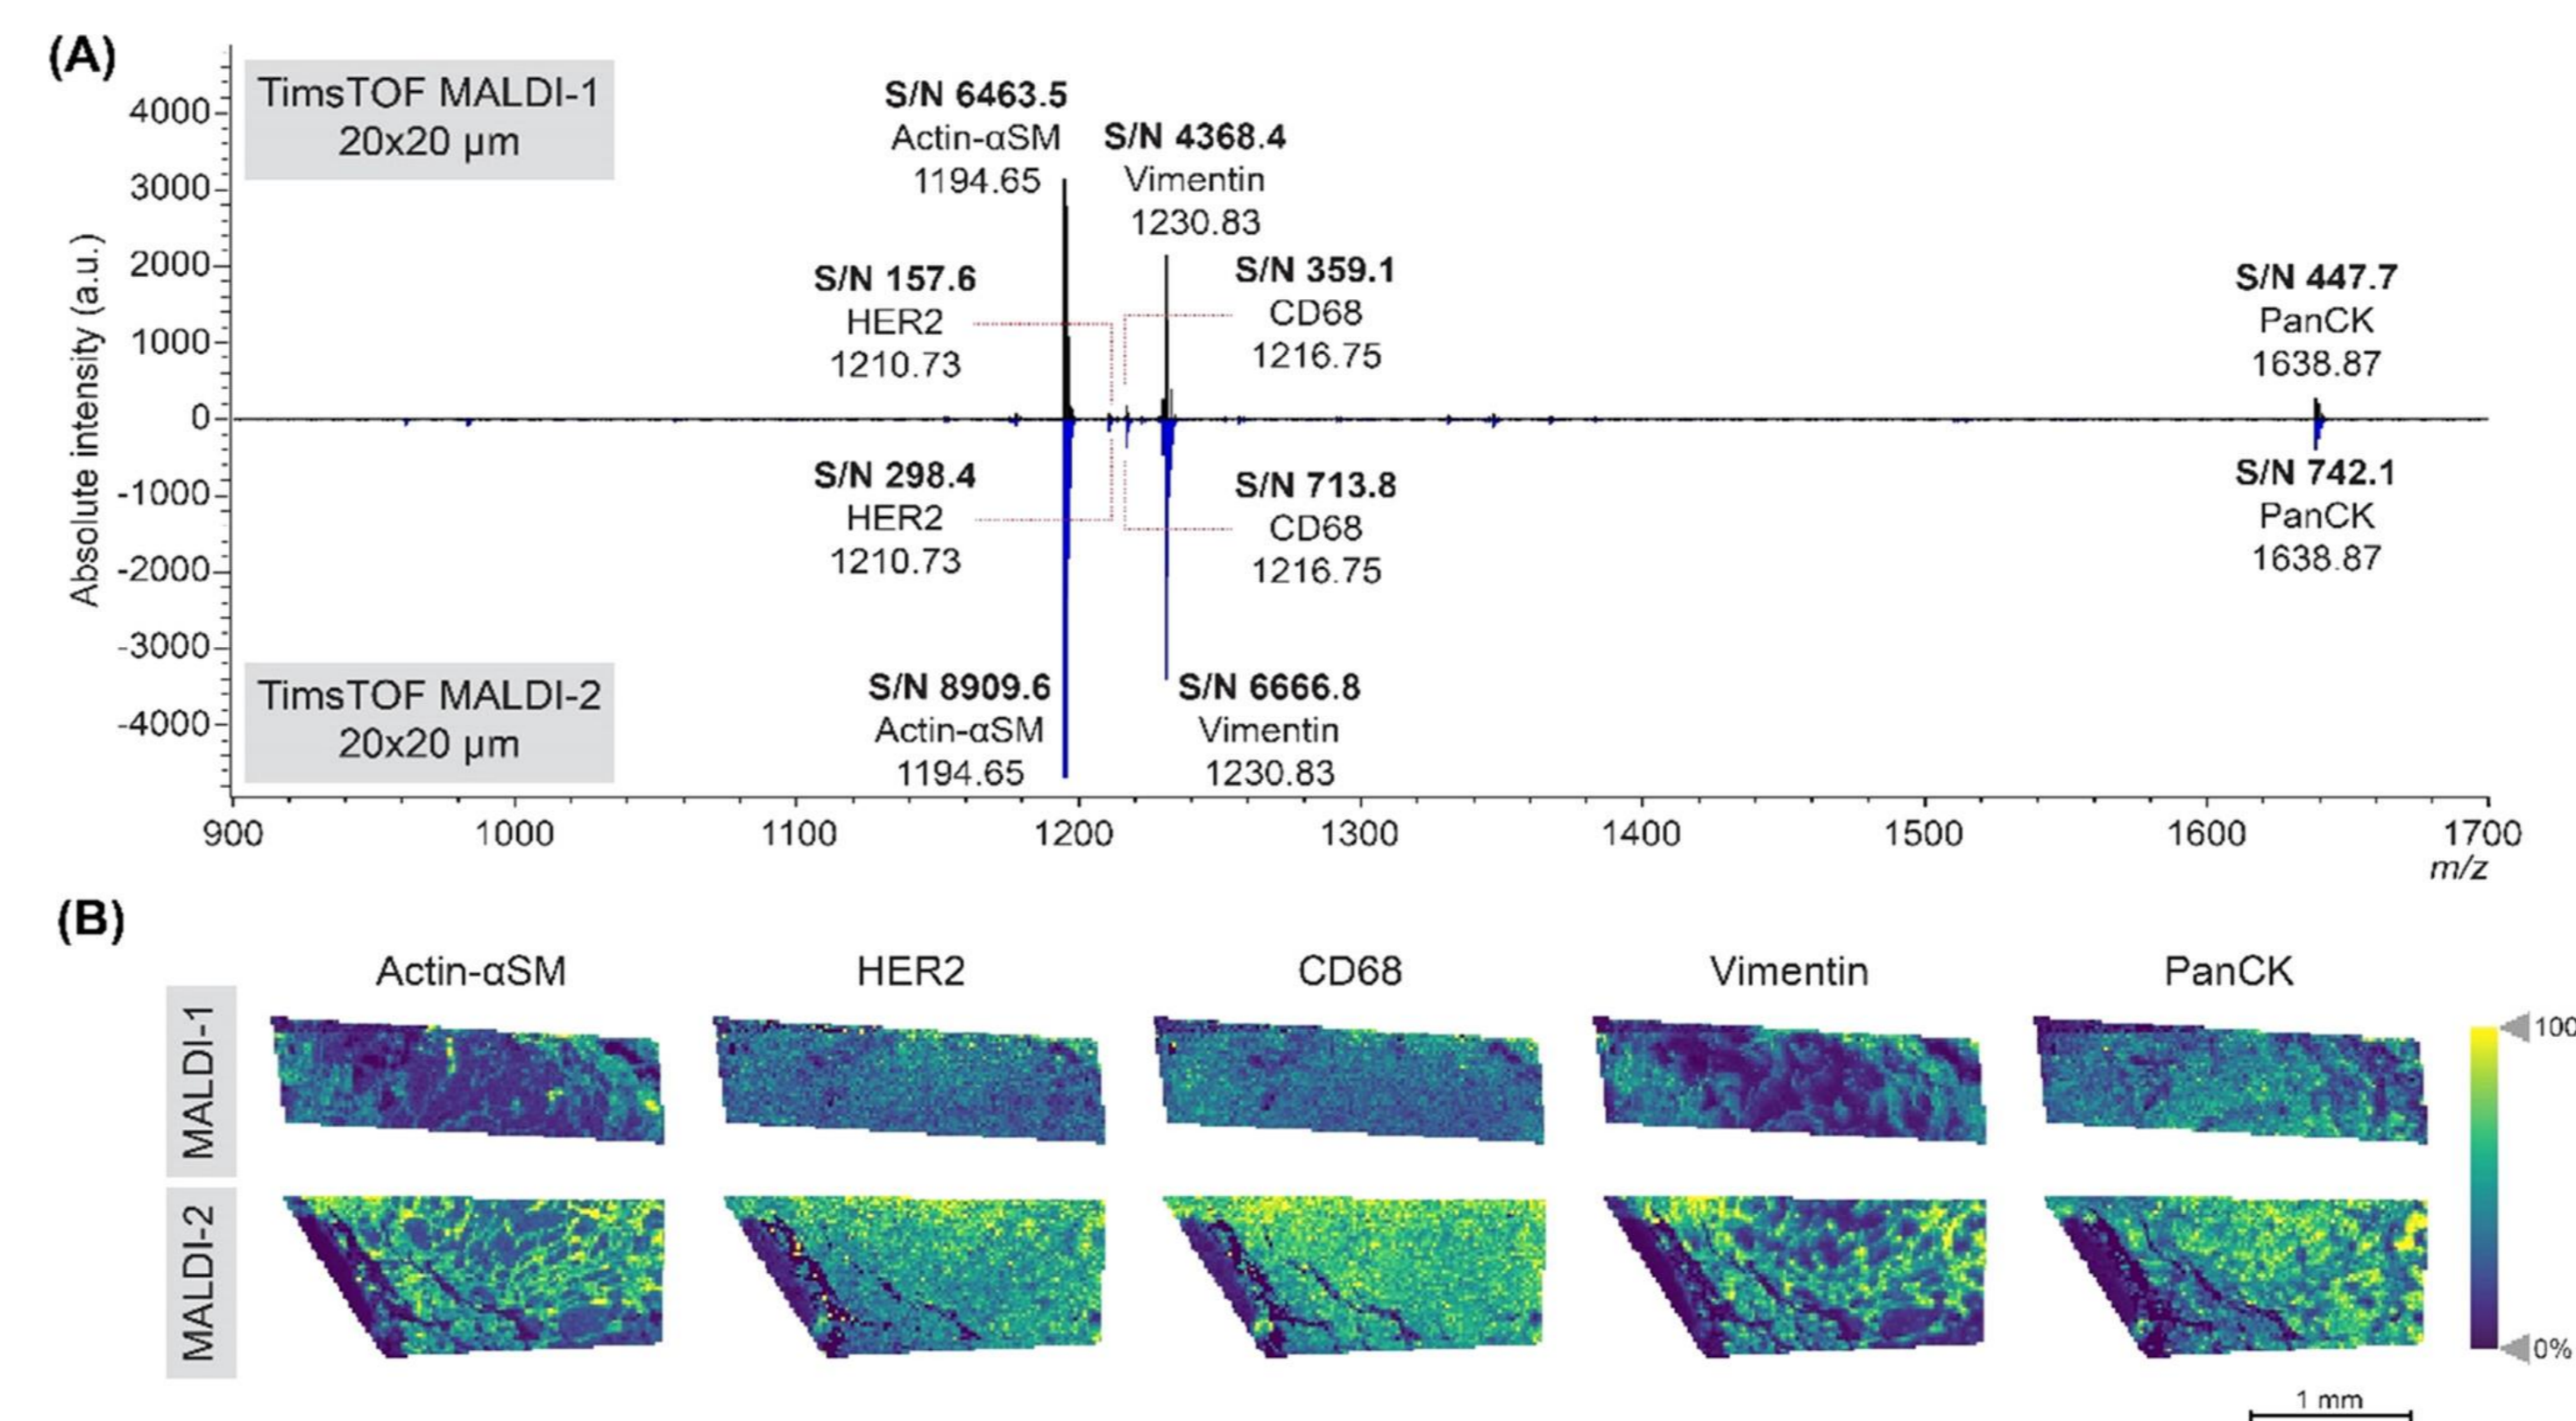 (A)
TimsTOF MALDI-1
20x20 µm
S/N 6463.5
Actin-αSM
1194.65
S/N 4368.4
Vimentin
1230.83
S/N 157.6
HER2
1210.73
S/N 359.1
CD68
1216.75
S/N 447.7
PanCK
1638.87
Absolute intensity (a.u.)
4000
3000
2000
1000
0
-1000
-2000
-3000
-4000
S/N 298.4
HER2
1210.73
S/N 713.8
CD68
1216.75
S/N 742.1
PanCK
1638.87
TimsTOF MALDI-2
20x20 µm
S/N 8909.6
Actin-αSM
1194.65
S/N 6666.8
Vimentin
1230.83
900 1000 1100 1200 1300 1400 1500 1600 1700
m/z
(B)
Actin-αSM HER2 CD68 Vimentin PanCK
MALDI-1
MALDI-2
100
0%
1 mm